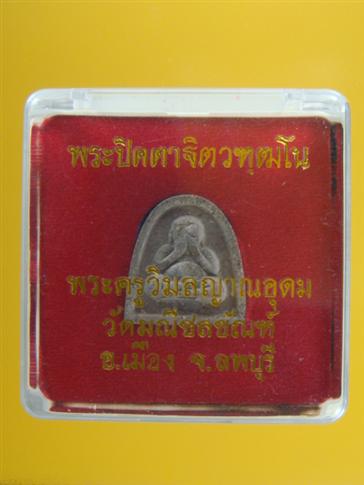 พระปิดตาจิตวฑฺฒโน
พระครูวิมลญาณอุดม
วัดมณีชลขัณฑ์
อ.เมือง จ.ลพบุรี